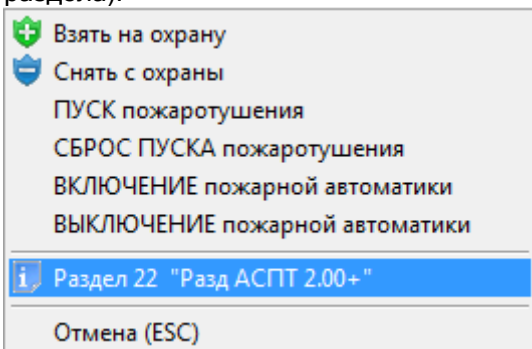 раздела).
Взять на охрану
Снять с охраны
ПУСК пожаротушения
СБРОС ПУСКА пожаротушения
ВКЛЮЧЕНИЕ пожарной автоматики
ВЫКЛЮЧЕНИЕ пожарной автоматики
Раздел 22 "Разд АСПТ 2.00+"
Отмена (ESC)